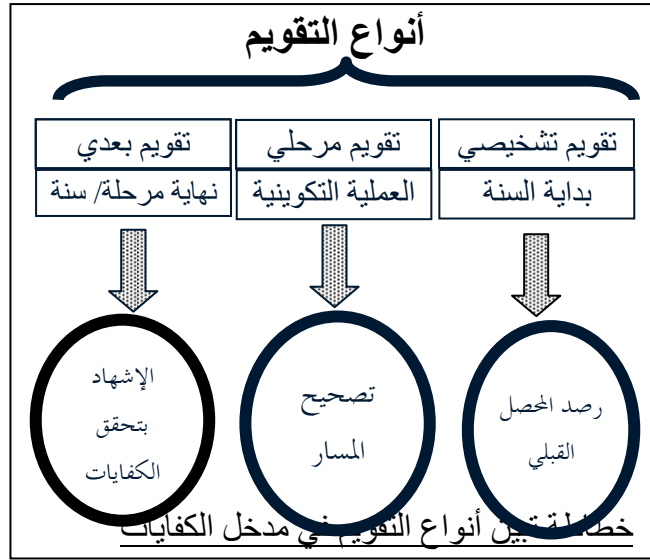 أنواع التقويم
تقويم تشخيصي
بداية السنة
تقويم مرحلي
العملية التكوينية
تقويم بعدي
نهاية مرحلة/ سنة
رصد المحصل
القبلي
تصحيح
المسار
الإشهاد
بتحقق
الكفايات
خطاطة تبين أنواع التقويم في مدخل الكفايات